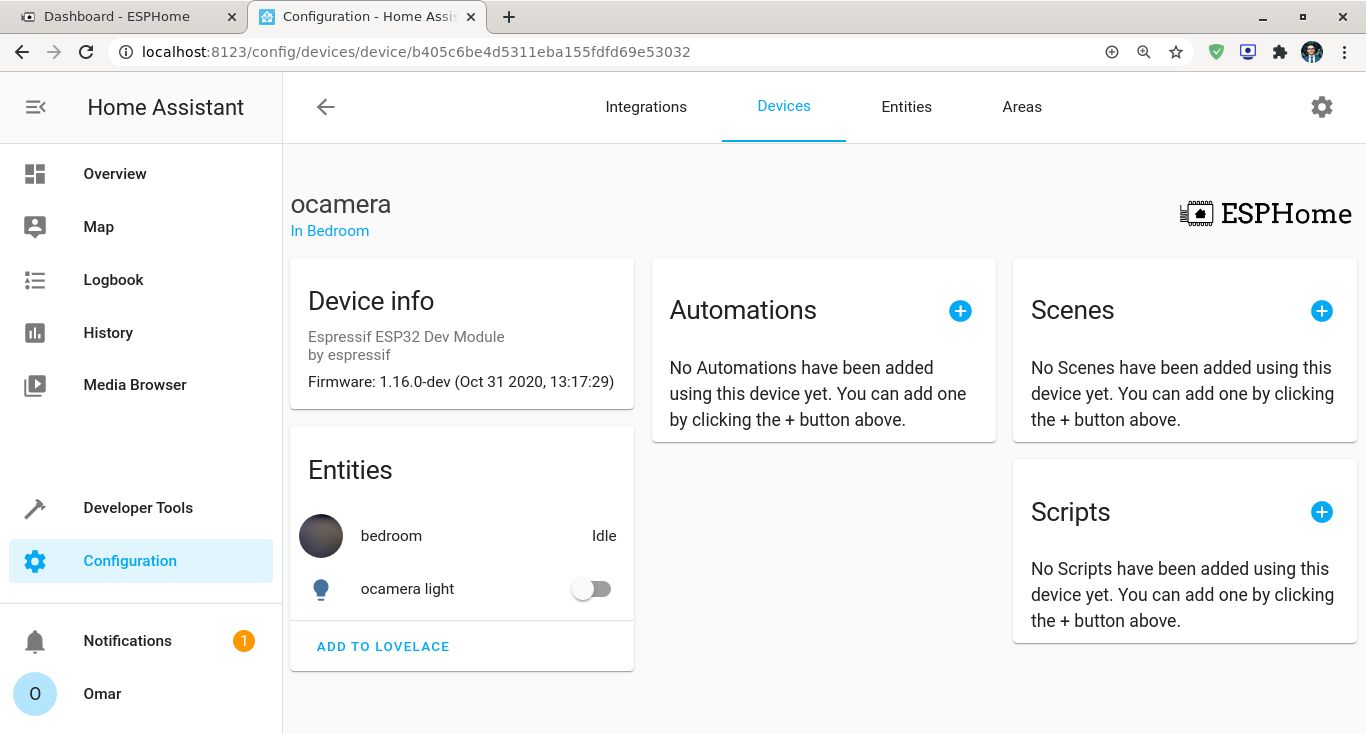 Dashboard - ESPHome
Configuration - Home Assis
localhost:8123/config/devices/device/b405c6be4d5311eba155fdfd69e53032
Home Assistant
Integrations
Devices
Entities
Areas
Overview
Map
Logbook
History
Media Browser
Developer Tools
Configuration
Notifications
1
O
Omar
ocamera
In Bedroom
ESPHome
Device info
Espressif ESP32 Dev Module
by espressif
Firmware: 1.16.0-dev (Oct 31 2020, 13:17:29)
Entities
bedroom
Idle
ocamera light
ADD TO LOVELACE
Automations
No Automations have been added
using this device yet. You can add one
by clicking the + button above.
Scenes
No Scenes have been added using this
device yet. You can add one by clicking
the + button above.
Scripts
No Scripts have been added using this
device yet. You can add one by clicking
the + button above.